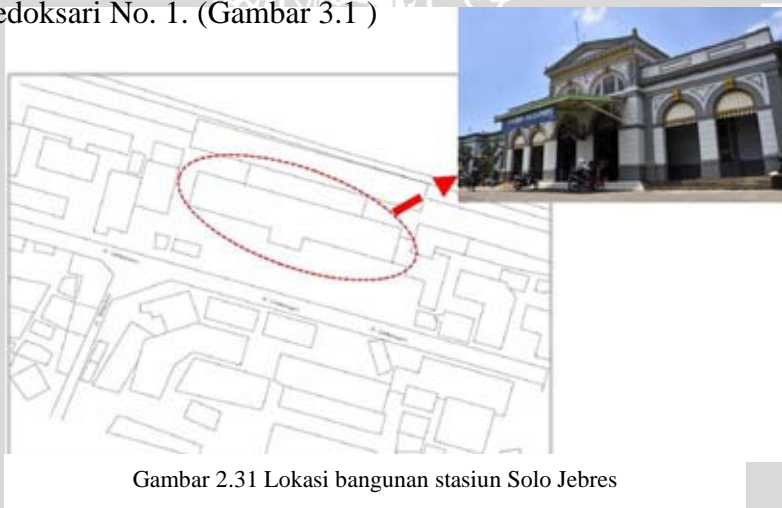 edoksari No. 1. (Gambar 3.1 )
Gambar 2.31 Lokasi bangunan stasiun Solo Jebres